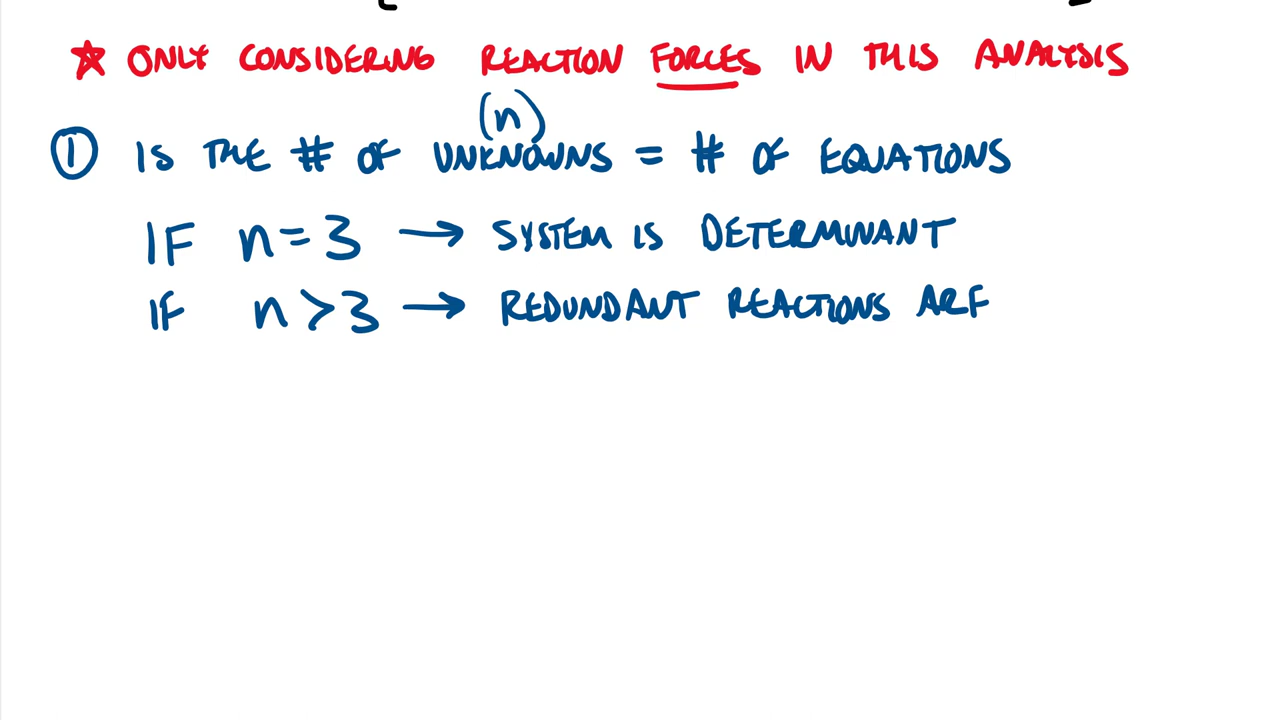 ☆ ONLY CONSIDERING REACTION FORCES IN THIS ANALYSIS
(n)
① IS THE # OF UNKNOWNS = # OF EQUATIONS
IF n = 3 → SYSTEM IS DETERMINANT
IF n > 3 → REDUNDANT REACTIONS ARF